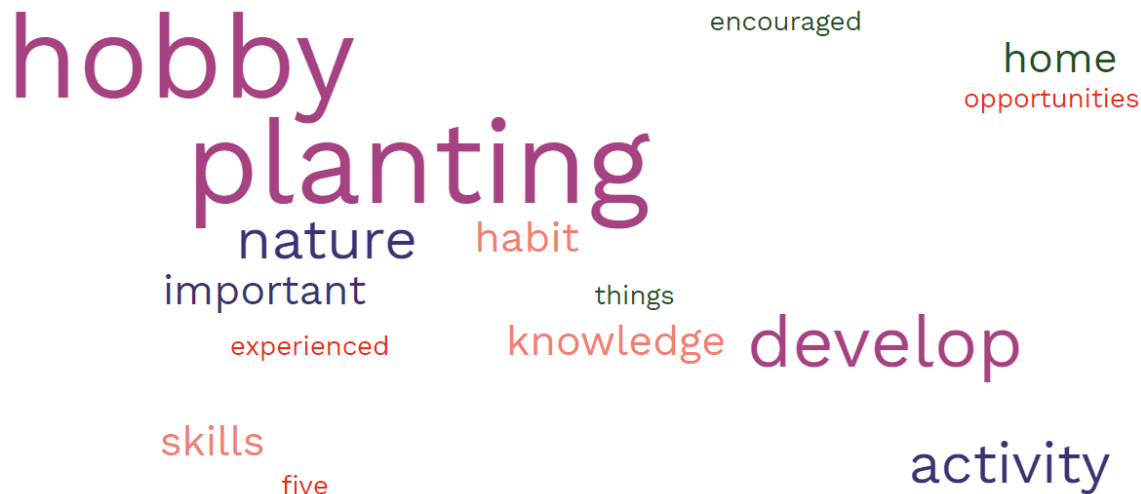 hobby
encouraged
home
opportunities
planting
nature
habit
important
things
experienced
knowledge
develop
skills
activity
five